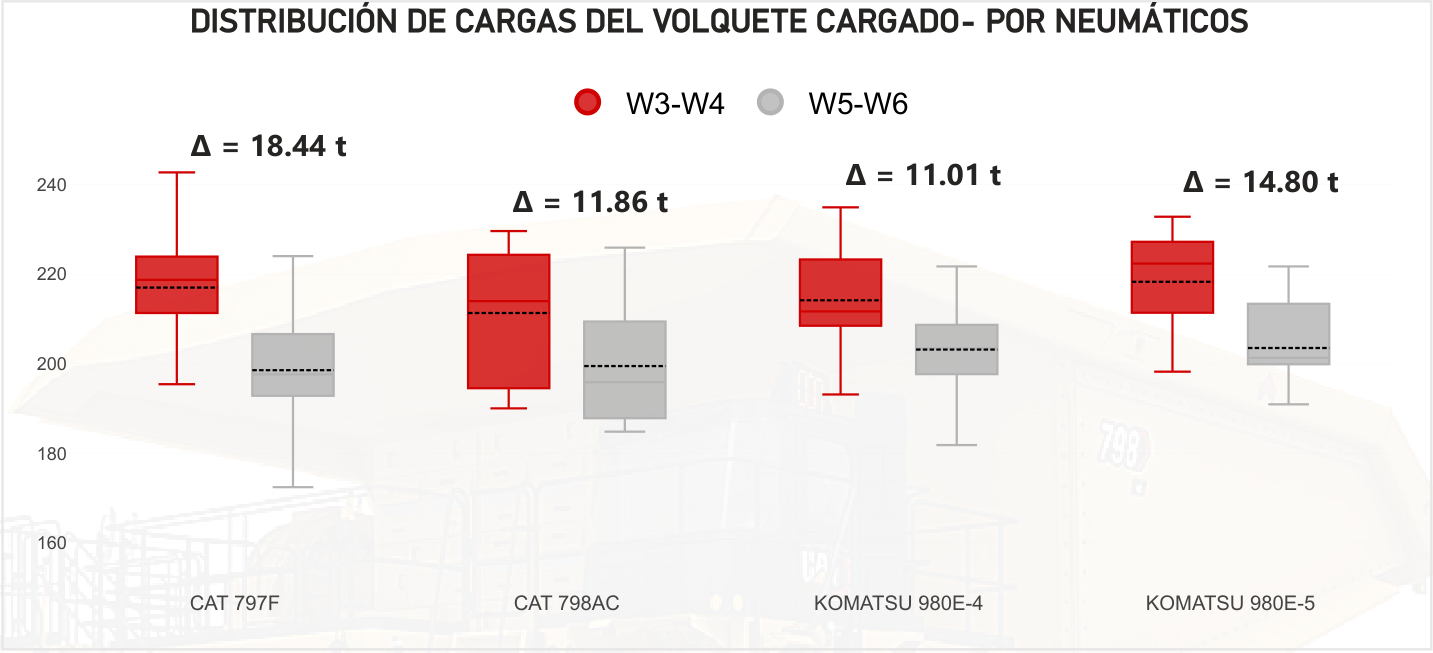 DISTRIBUCIÓN DE CARGAS DEL VOLQUETE CARGADO- POR NEUMÁTICOS
W3-W4 W5-W6
Δ = 18.44 t
Δ = 11.86 t
Δ = 11.01 t
Δ = 14.80 t
240
220
200
180
160
798
CAT 797F CAT 798AC KOMATSU 980E-4 KOMATSU 980E-5